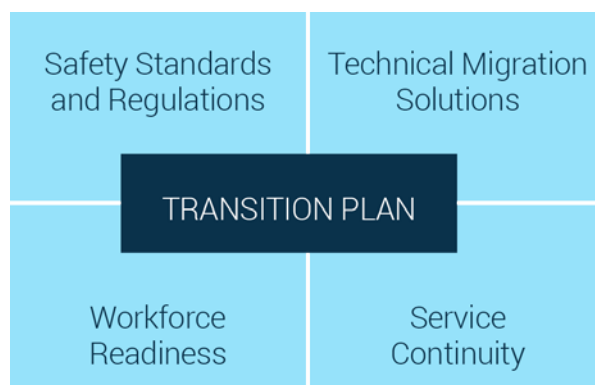 Safety Standards
and Regulations
Technical Migration
Solutions
TRANSITION PLAN
Workforce
Readiness
Service
Continuity